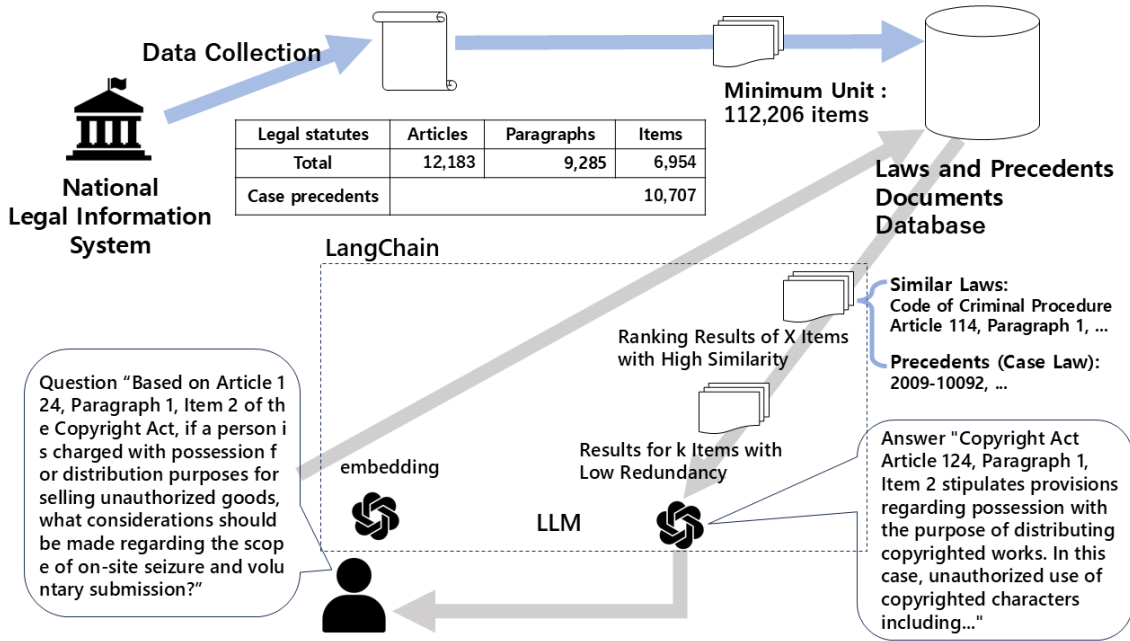 Data Collection
Minimum Unit :
112,206 items
National
Legal Information
System
Legal statutes Articles Paragraphs Items
Total 12,183 9,285 6,954
Case precedents 10,707
Laws and Precedents
Documents
Database
LangChain
Similar Laws:
Code of Criminal Procedure
Article 114, Paragraph 1, ...
Precedents (Case Law):
2009-10092, ...
Ranking Results of X Items
with High Similarity
Results for k Items with
Low Redundancy
Question “Based on Article 1
24, Paragraph 1, Item 2 of th
e Copyright Act, if a person i
s charged with possession f
or distribution purposes for
selling unauthorized goods,
what considerations should
be made regarding the scop
e of on-site seizure and volu
ntary submission?”
embedding
LLM
Answer "Copyright Act
Article 124, Paragraph 1,
Item 2 stipulates provisions
regarding possession with
the purpose of distributing
copyrighted works. In this
case, unauthorized use of
copyrighted characters
including..."